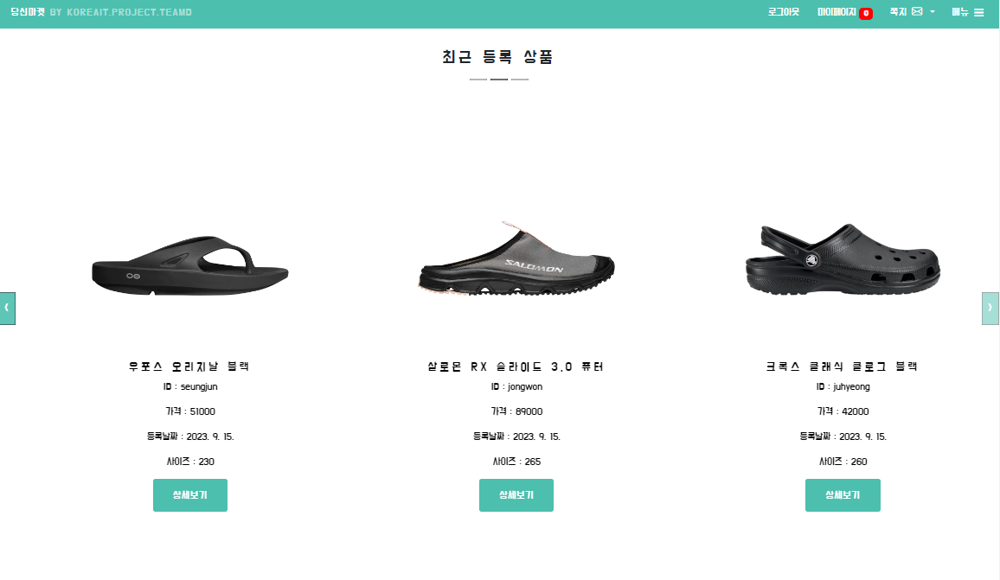 당신마켓 BY KOREAIT.PROJECT.TEAMD
로그아웃 마이페이지 0 쪽지 메뉴
최근 등록 상품
SALOMON
우포스 오리지날 블랙
ID : seungjun
가격 : 51000
등록날짜 : 2023. 9. 15.
사이즈 : 230
상세보기
살로몬 RX 슬라이드 3.0 퓨터
ID : jongwon
가격 : 89000
등록날짜 : 2023. 9. 15.
사이즈 : 265
상세보기
크록스 클래식 클로그 블랙
ID : juhyeong
가격 : 42000
등록날짜 : 2023. 9. 15.
사이즈 : 260
상세보기